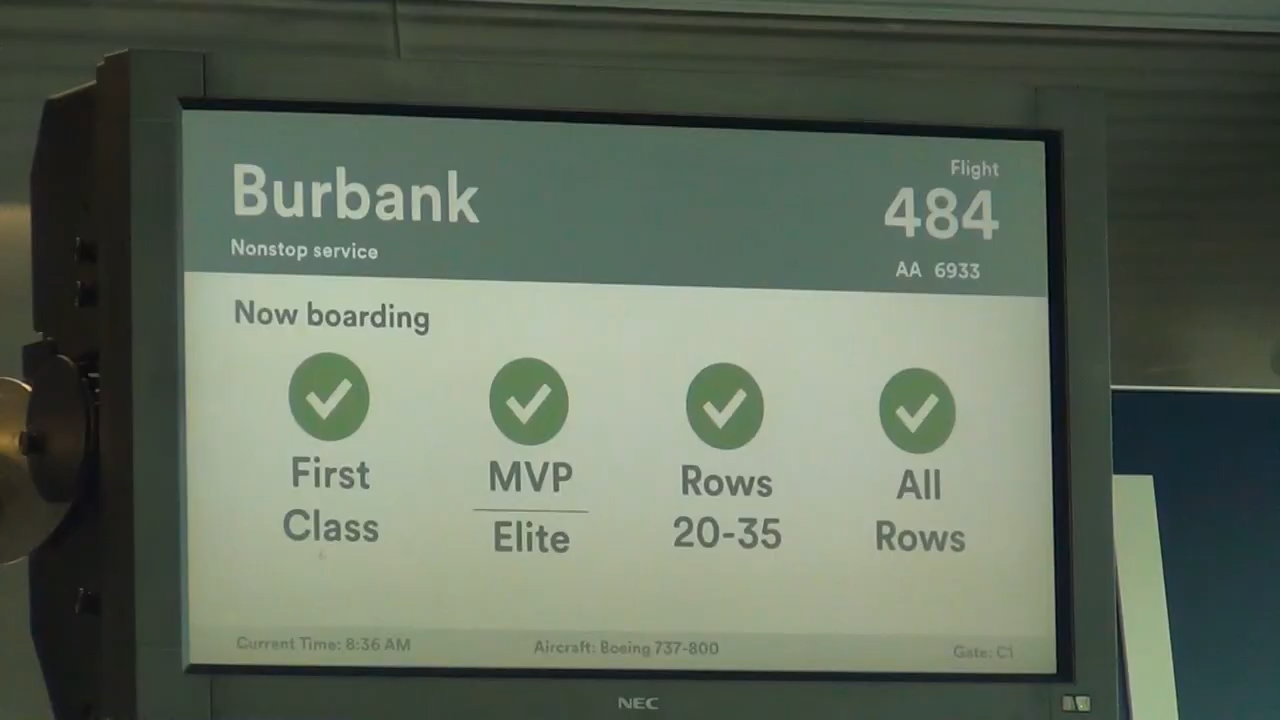 Burbank
Nonstop service
Flight
484
AA 6933
Now boarding
First
Class
MVP
Elite
Rows
20-35
All
Rows
Current Time: 8:36 AM
Aircraft: Boeing 737-800
Gate: C1
NEC